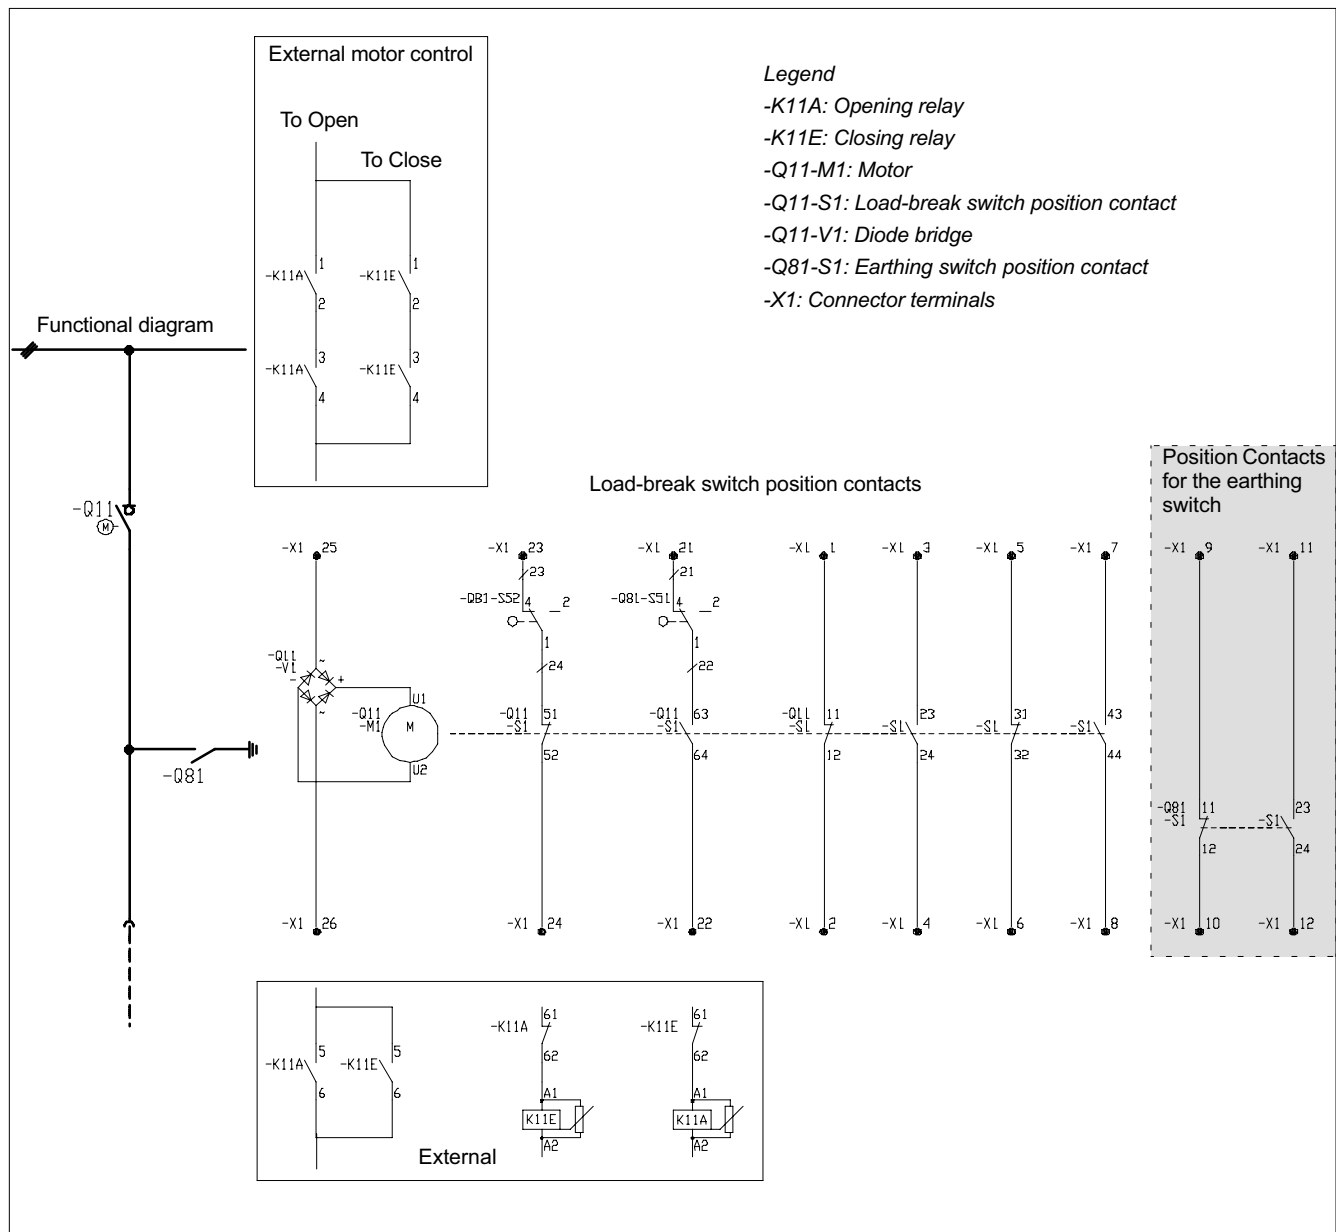 External motor control
To Open
To Close
-K11A 1 2
-K11E 1 2
-K11A 3 4
-K11E 3 4
Legend
-K11A: Opening relay
-K11E: Closing relay
-Q11-M1: Motor
-Q11-S1: Load-break switch position contact
-Q11-V1: Diode bridge
-Q81-S1: Earthing switch position contact
-X1: Connector terminals
Functional diagram
-Q11
M
-Q81
Load-break switch position contacts
Position Contacts
for the earthing
switch
-X1 25
-X1 23
-X1 21
-X1 1
-X1 3
-X1 5
-X1 7
-X1 9
-X1 11
23
21
-QB1-S52 4 2
1
-Q81-S51 4 2
1
24
22
-Q11
-V1
~
- +
~
-Q11
-M1
U1
M
U2
-Q11 51
-S1
52
-Q11 63
-S1
64
-Q11 11
-S1
12
23
-S1
24
31
-S1
32
43
-S1
44
-Q81 11
-S1
12
23
-S1
24
-X1 26
-X1 24
-X1 22
-X1 2
-X1 4
-X1 6
-X1 8
-X1 10
-X1 12
-K11A 5 6
-K11E 5 6
-K11A 61 62
A1
K11E
A2
-K11E 61 62
A1
K11A
A2
External